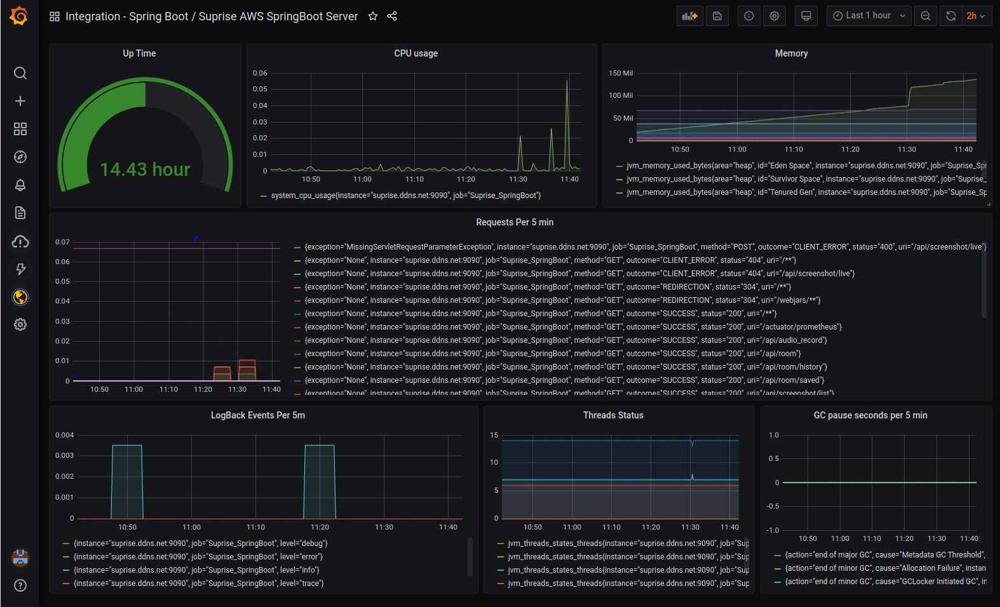 Integration - Spring Boot / Suprise AWS SpringBoot Server
Last 1 hour
2h
Up Time
14.43 hour
CPU usage
0.06
0.05
0.04
0.03
0.02
0.01
0
10:50 11:00 11:10 11:20 11:30 11:40
system_cpu_usage{instance="suprise.ddns.net:9090", job="Suprise_SpringBoot"}
Memory
150 Mil
100 Mil
50 Mil
0
10:50 11:00 11:10 11:20 11:30 11:40
jvm_memory_used_bytes{area="heap", id="Eden Space", instance="suprise.ddns.net:9090", job="Suprise_Spr
jvm_memory_used_bytes{area="heap", id="Survivor Space", instance="suprise.ddns.net:9090", job="Suprise_
jvm_memory_used_bytes{area="heap", id="Tenured Gen", instance="suprise.ddns.net:9090", job="Suprise_Sp
Requests Per 5 min
0.07
0.06
0.05
0.04
0.03
0.02
0.01
0
10:50 11:00 11:10 11:20 11:30 11:40
{exception="MissingServletRequestParameterException", instance="suprise.ddns.net:9090", job="Suprise_SpringBoot", method="POST", outcome="CLIENT_ERROR", status="400", uri="/api/screenshot/live"}
{exception="None", instance="suprise.ddns.net:9090", job="Suprise_SpringBoot", method="GET", outcome="CLIENT_ERROR", status="404", uri="/**"}
{exception="None", instance="suprise.ddns.net:9090", job="Suprise_SpringBoot", method="GET", outcome="CLIENT_ERROR", status="404", uri="/api/screenshot/live"}
{exception="None", instance="suprise.ddns.net:9090", job="Suprise_SpringBoot", method="GET", outcome="REDIRECTION", status="304", uri="/**"}
{exception="None", instance="suprise.ddns.net:9090", job="Suprise_SpringBoot", method="GET", outcome="REDIRECTION", status="304", uri="/webjars/**"}
{exception="None", instance="suprise.ddns.net:9090", job="Suprise_SpringBoot", method="GET", outcome="SUCCESS", status="200", uri="/**"}
{exception="None", instance="suprise.ddns.net:9090", job="Suprise_SpringBoot", method="GET", outcome="SUCCESS", status="200", uri="/actuator/prometheus"}
{exception="None", instance="suprise.ddns.net:9090", job="Suprise_SpringBoot", method="GET", outcome="SUCCESS", status="200", uri="/api/audio_record"}
{exception="None", instance="suprise.ddns.net:9090", job="Suprise_SpringBoot", method="GET", outcome="SUCCESS", status="200", uri="/api/room"}
{exception="None", instance="suprise.ddns.net:9090", job="Suprise_SpringBoot", method="GET", outcome="SUCCESS", status="200", uri="/api/room/history"}
{exception="None", instance="suprise.ddns.net:9090", job="Suprise_SpringBoot", method="GET", outcome="SUCCESS", status="200", uri="/api/room/saved"}
{exception="None", instance="suprise.ddns.net:9090", job="Suprise_SpringBoot", method="GET", outcome="SUCCESS", status="200", uri="/api/screenshot/list"}
LogBack Events Per 5m
0.004
0.003
0.002
0.001
0
10:50 11:00 11:10 11:20 11:30 11:40
{instance="suprise.ddns.net:9090", job="Suprise_SpringBoot", level="debug"}
{instance="suprise.ddns.net:9090", job="Suprise_SpringBoot", level="error"}
{instance="suprise.ddns.net:9090", job="Suprise_SpringBoot", level="info"}
{instance="suprise.ddns.net:9090", job="Suprise_SpringBoot", level="trace"}
Threads Status
15
10
5
0
10:50 11:00 11:10 11:20 11:30 11:40
jvm_threads_states_threads{instance="suprise.ddns.net:9090", job="Sup
jvm_threads_states_threads{instance="suprise.ddns.net:9090", job="Sup
jvm_threads_states_threads{instance="suprise.ddns.net:9090", job="Sup
jvm_threads_states_threads{instance="suprise.ddns.net:9090", job="Sup
GC pause seconds per 5 min
1.0
0.5
0
-0.5
-1.0
10:50 11:00 11:10 11:20 11:30 11:40
{action="end of major GC", cause="Metadata GC Threshold",
{action="end of minor GC", cause="Allocation Failure", instan
{action="end of minor GC", cause="GCLocker Initiated GC", in